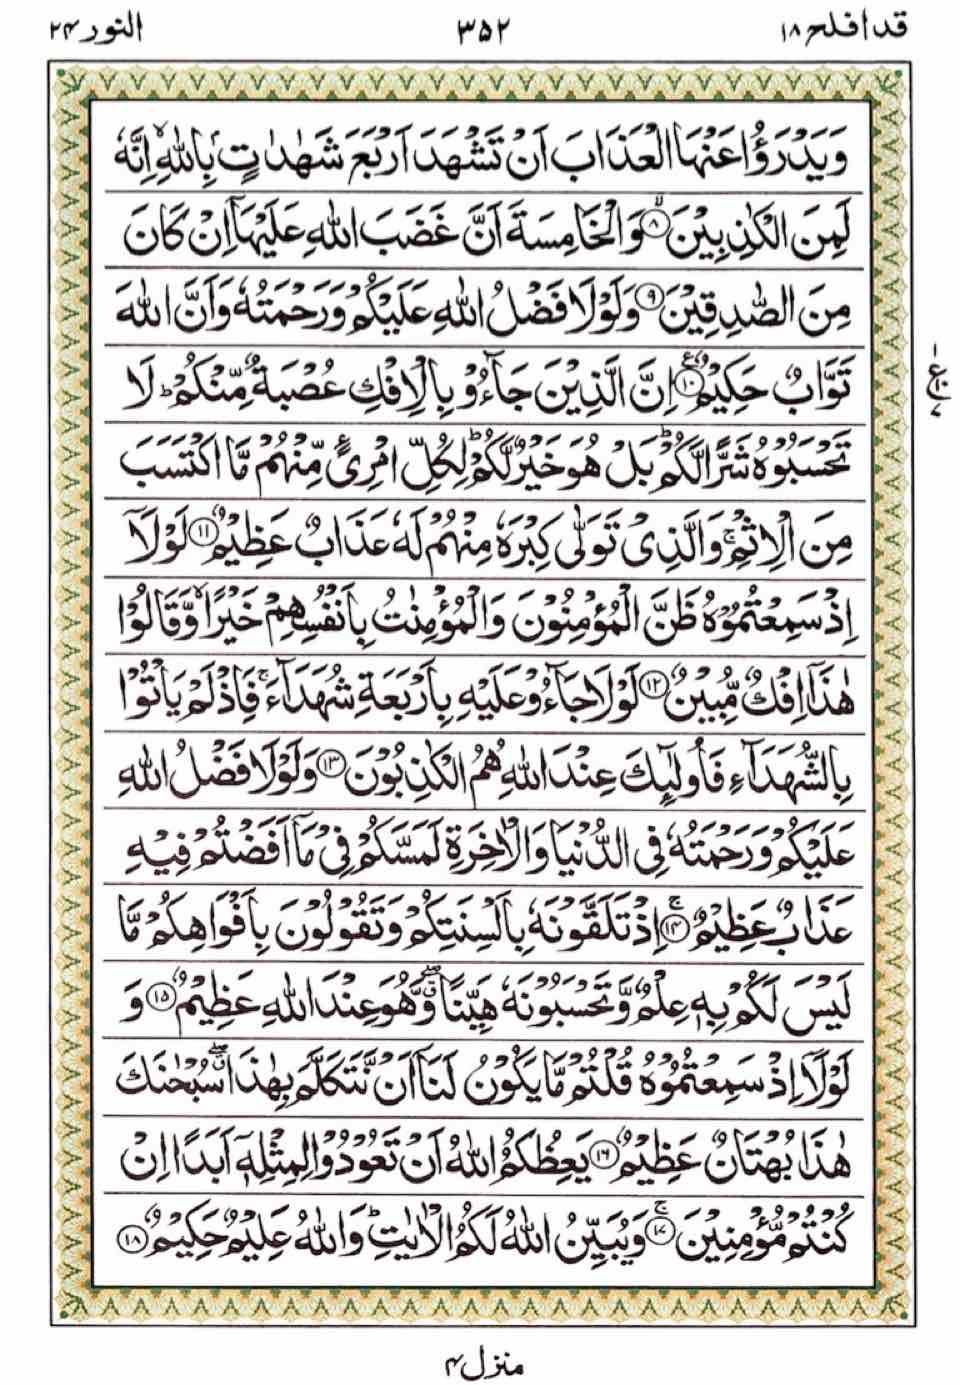 قد افلح ۱۸
۳۵۲
النور ۲۴
وَيَدْرَؤُا عَنْهَا الْعَذَابَ اَنْ تَشْهَدَ اَرْبَعَ شَهٰدٰتٍۭ بِاللّٰهِ ۙ اِنَّهٗ
لَمِنَ الْكٰذِبِيْنَ ۙ﴿۸﴾ وَالْخَامِسَةَ اَنَّ غَضَبَ اللّٰهِ عَلَيْهَاۤ اِنْ كَانَ
مِنَ الصّٰدِقِيْنَ ﴿۹﴾ وَلَوْلَا فَضْلُ اللّٰهِ عَلَيْكُمْ وَرَحْمَتُهٗ وَاَنَّ اللّٰهَ
تَوَّابٌ حَكِيْمٌ ﴿۱۰﴾ۧ اِنَّ الَّذِيْنَ جَآءُوْ بِالْاِفْكِ عُصْبَةٌ مِّنْكُمْ ؕ لَا
تَحْسَبُوْهُ شَرًّا لَّكُمْ ؕ بَلْ هُوَ خَيْرٌ لَّكُمْ ؕ لِكُلِّ امْرِئٍ مِّنْهُمْ مَّا اكْتَسَبَ
مِنَ الْاِثْمِ ۚ وَالَّذِىْ تَوَلّٰى كِبْرَهٗ مِنْهُمْ لَهٗ عَذَابٌ عَظِيْمٌ ﴿۱۱﴾ لَوْلَاۤ
اِذْ سَمِعْتُمُوْهُ ظَنَّ الْمُؤْمِنُوْنَ وَالْمُؤْمِنٰتُ بِاَنْفُسِهِمْ خَيْرًا ۙ وَّقَالُوْا
هٰذَاۤ اِفْكٌ مُّبِيْنٌ ﴿۱۲﴾ لَوْلَا جَآءُوْ عَلَيْهِ بِاَرْبَعَةِ شُهَدَآءَ ۚ فَاِذْ لَمْ يَاْتُوْا
بِالشُّهَدَآءِ فَاُولٰٓئِكَ عِنْدَ اللّٰهِ هُمُ الْكٰذِبُوْنَ ﴿۱۳﴾ وَلَوْلَا فَضْلُ اللّٰهِ
عَلَيْكُمْ وَرَحْمَتُهٗ فِى الدُّنْيَا وَالْاٰخِرَةِ لَمَسَّكُمْ فِىْ مَاۤ اَفَضْتُمْ فِيْهِ
عَذَابٌ عَظِيْمٌ ﴿۱۴﴾ۚ اِذْ تَلَقَّوْنَهٗ بِاَلْسِنَتِكُمْ وَتَقُوْلُوْنَ بِاَفْوَاهِكُمْ مَّا
لَيْسَ لَكُمْ بِهٖ عِلْمٌ وَّتَحْسَبُوْنَهٗ هَيِّنًا ۖۗ وَّهُوَ عِنْدَ اللّٰهِ عَظِيْمٌ ﴿۱۵﴾ وَ
لَوْلَاۤ اِذْ سَمِعْتُمُوْهُ قُلْتُمْ مَّا يَكُوْنُ لَنَاۤ اَنْ نَّتَكَلَّمَ بِهٰذَا ۖۗ سُبْحٰنَكَ
هٰذَا بُهْتَانٌ عَظِيْمٌ ﴿۱۶﴾ يَعِظُكُمُ اللّٰهُ اَنْ تَعُوْدُوْا لِمِثْلِهٖۤ اَبَدًا اِنْ
كُنْتُمْ مُّؤْمِنِيْنَ ﴿۱۷﴾ۚ وَيُبَيِّنُ اللّٰهُ لَكُمُ الْاٰيٰتِ ؕ وَاللّٰهُ عَلِيْمٌ حَكِيْمٌ ﴿۱۸﴾
منزل ۴